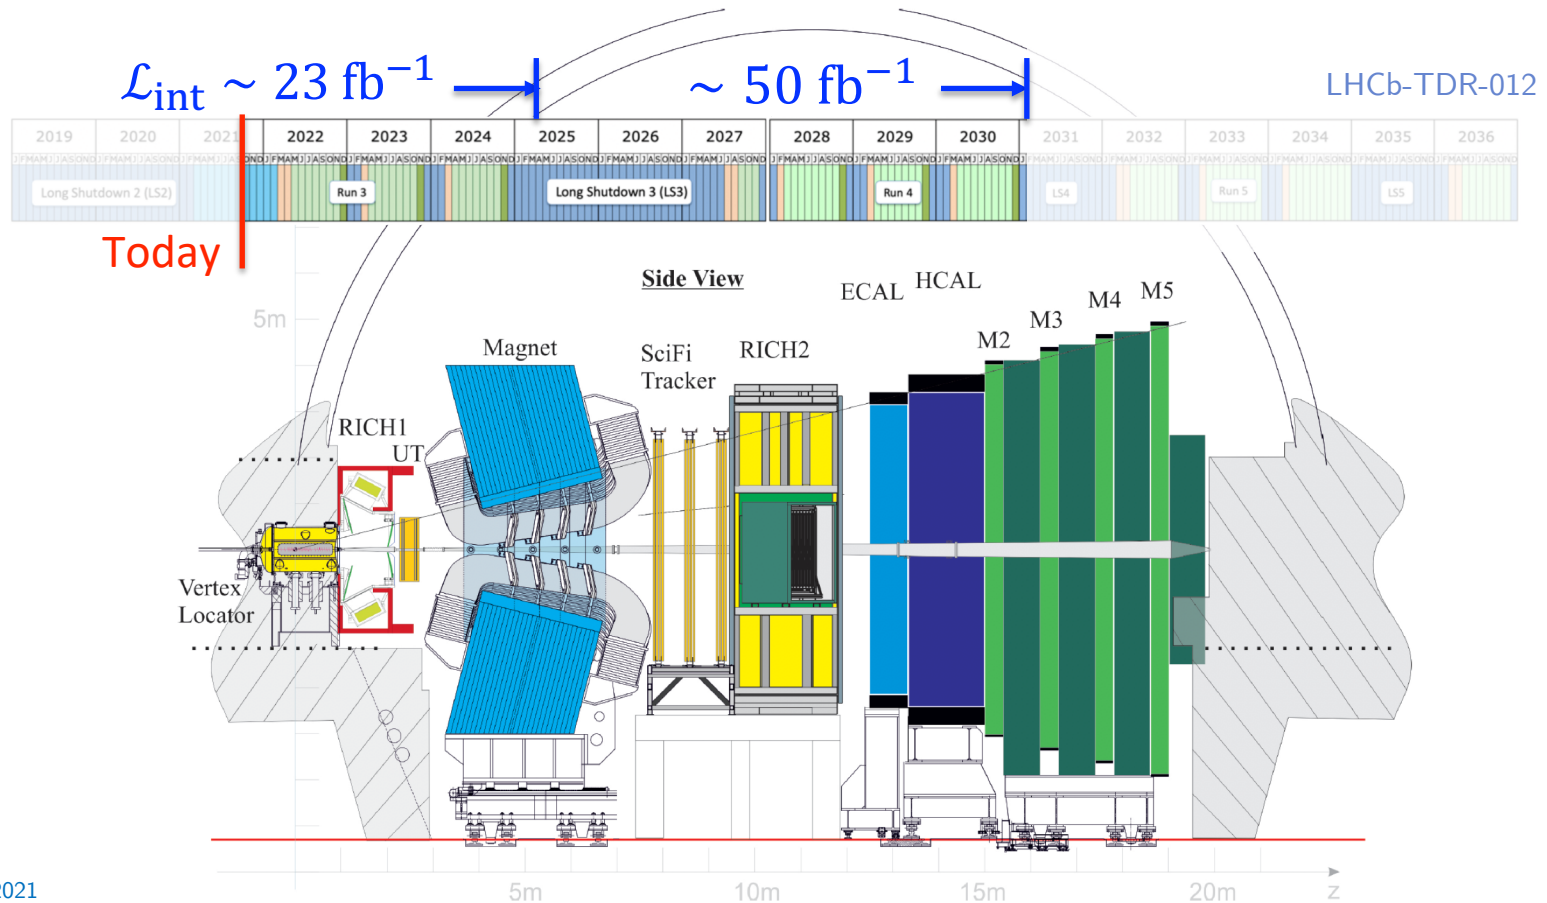 ℒint ~ 23 fb⁻¹
~ 50 fb⁻¹
LHCb-TDR-012
2019 2020 2021 2022 2023 2024 2025 2026 2027 2028 2029 2030 2031 2032 2033 2034 2035 2036
Long Shutdown 2 (LS2) Run 3 Long Shutdown 3 (LS3) Run 4 LS4 Run 5 LS5
Today
Side View
ECAL
HCAL
M2
M3
M4
M5
5m
Magnet
SciFi
Tracker
RICH2
RICH1
UT
Vertex
Locator
5m 10m 15m 20m z
2021